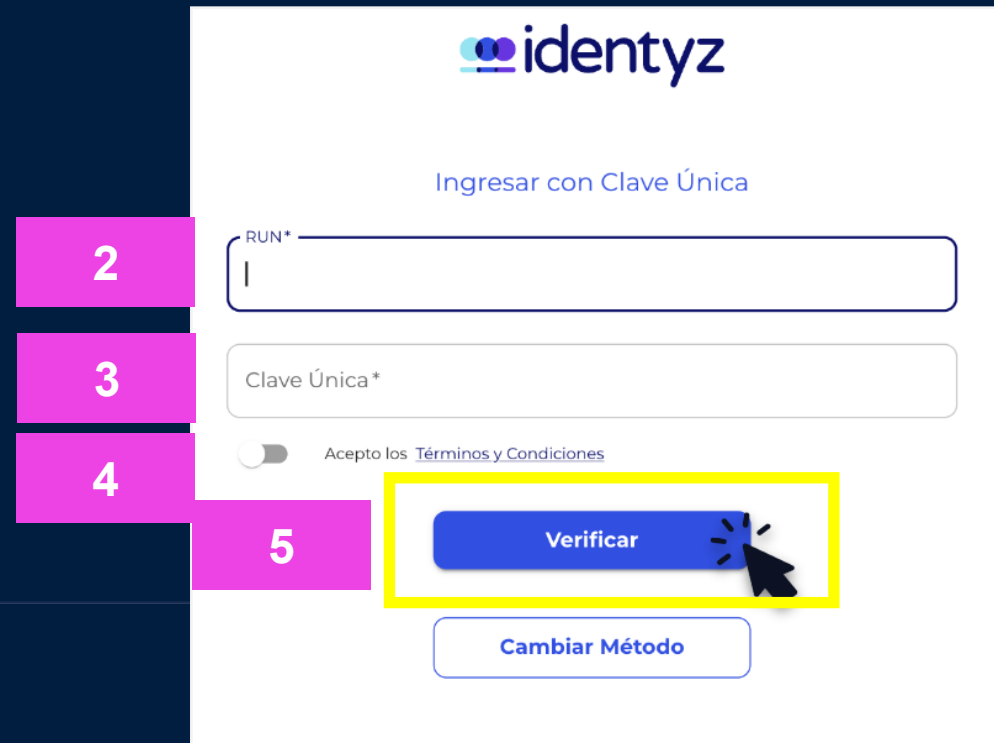 identyz
Ingresar con Clave Única
2
RUN*
3
Clave Única*
4
Acepto los Términos y Condiciones
5
Verificar
Cambiar Método